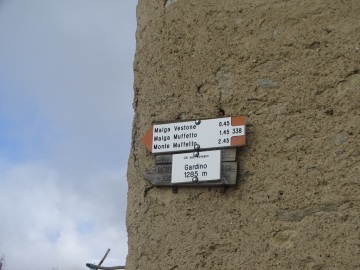 Malga Vestone 0.45
Malga Muffetto 1.45 338
Monte Muffetto 2.45
Gardino
1285 m